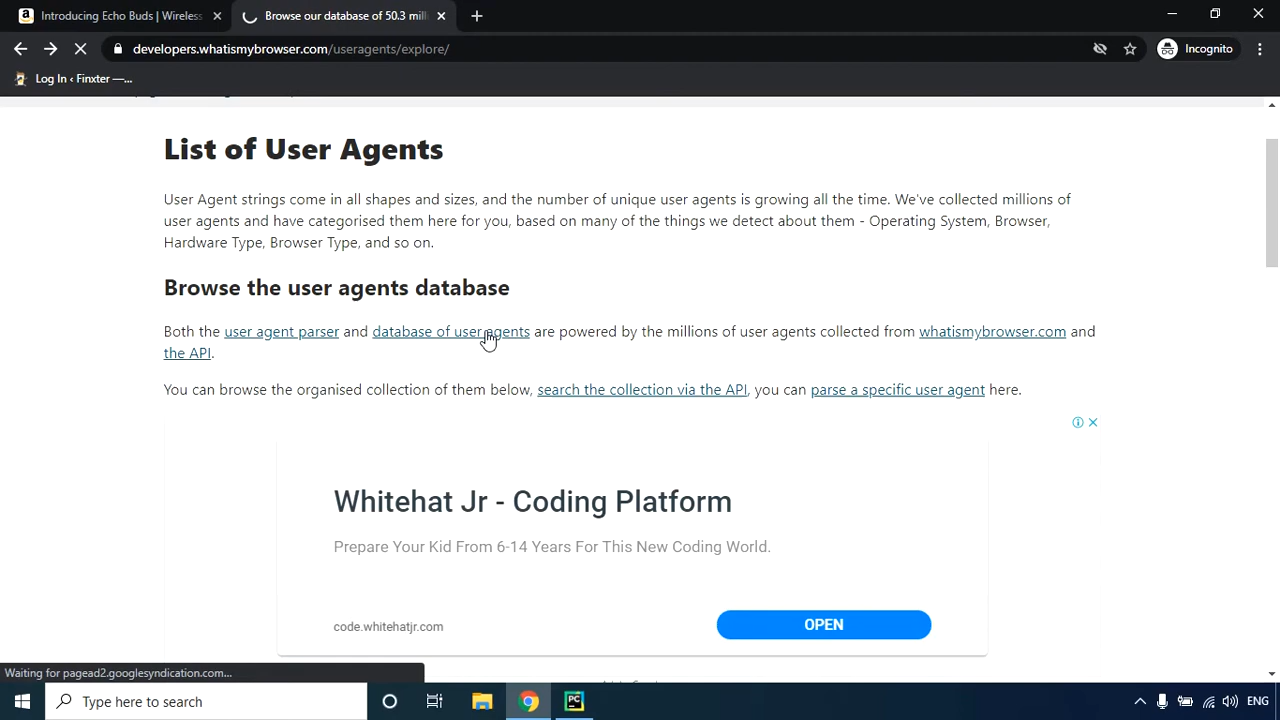 Introducing Echo Buds | Wireless
Browse our database of 50.3 mill
developers.whatismybrowser.com/useragents/explore/
Incognito
Log In ‹ Finxter —...
List of User Agents
User Agent strings come in all shapes and sizes, and the number of unique user agents is growing all the time. We've collected millions of
user agents and have categorised them here for you, based on many of the things we detect about them - Operating System, Browser,
Hardware Type, Browser Type, and so on.
Browse the user agents database
Both the user agent parser and database of user agents are powered by the millions of user agents collected from whatismybrowser.com and
the API.
You can browse the organised collection of them below, search the collection via the API, you can parse a specific user agent here.
Whitehat Jr - Coding Platform
Prepare Your Kid From 6-14 Years For This New Coding World.
code.whitehatjr.com
OPEN
Waiting for pagead2.googlesyndication.com...
Type here to search
PC
ENG